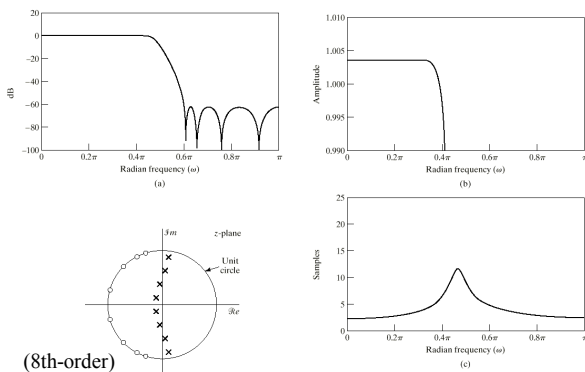 20
0
−20
−40
−60
−80
−100
dB
0
0.2π
0.4π
0.6π
0.8π
π
Radian frequency (ω)
(a)
1.010
1.005
1.000
0.995
0.990
Amplitude
0
0.2π
0.4π
0.6π
0.8π
π
Radian frequency (ω)
(b)
ℐm
z-plane
Unit
circle
ℛe
(8th-order)
25
20
15
10
5
Samples
0
0.2π
0.4π
0.6π
0.8π
π
Radian frequency (ω)
(c)